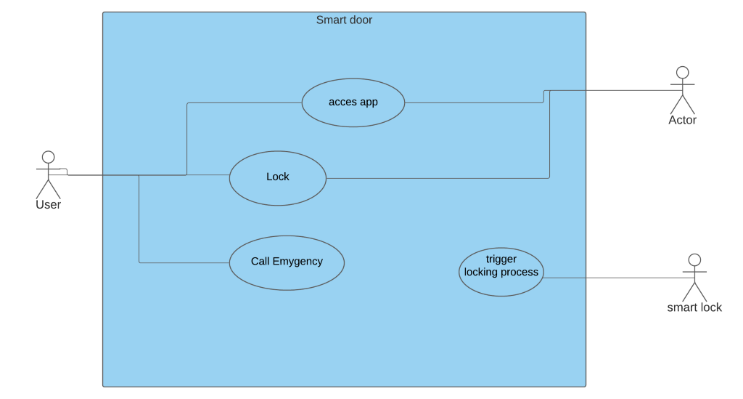 Smart door
acces app
Actor
Lock
User
Call Emygency
trigger
locking process
smart lock